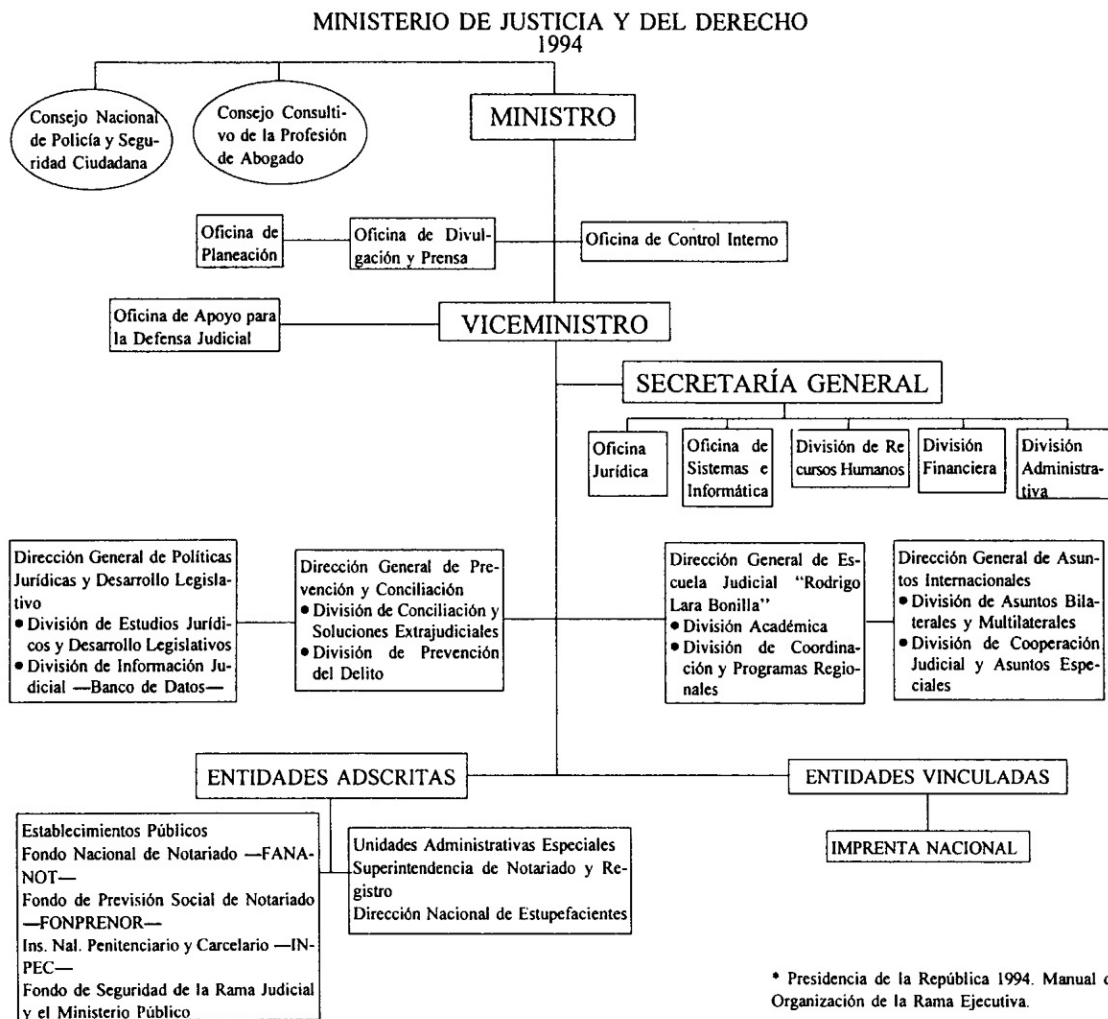 MINISTERIO DE JUSTICIA Y DEL DERECHO
1994
Consejo Nacional
de Policía y Segu-
ridad Ciudadana
Consejo Consulti-
vo de la Profesión
de Abogado
MINISTRO
Oficina de
Planeación
Oficina de Divul-
gación y Prensa
Oficina de Control Interno
Oficina de Apoyo para
la Defensa Judicial
VICEMINISTRO
SECRETARÍA GENERAL
Oficina
Jurídica
Oficina de
Sistemas e
Informática
División de Re
cursos Humanos
División
Financiera
División
Administra-
tiva
Dirección General de Políticas
Jurídicas y Desarrollo Legisla-
tivo
● División de Estudios Jurídi-
cos y Desarrollo Legislativos
● División de Información Ju-
dicial —Banco de Datos—
Dirección General de Pre-
vención y Conciliación
● División de Conciliación y
Soluciones Extrajudiciales
● División de Prevención
del Delito
Dirección General de Es
cuela Judicial “Rodrigo
Lara Bonilla’’
● División Académica
● División de Coordina-
ción y Programas Regio-
nales
Dirección General de Asun
tos Internacionales
● División de Asuntos Bila-
terales y Multilaterales
● División de Cooperación
Judicial y Asuntos Espe-
ciales
ENTIDADES ADSCRITAS
ENTIDADES VINCULADAS
Establecimientos Públicos
Fondo Nacional de Notariado —FANA-
NOT—
Fondo de Previsión Social de Notariado
—FONPRENOR—
Ins. Nal. Penitenciario y Carcelario —IN-
PEC—
Fondo de Seguridad de la Rama Judicial
y el Ministerio Público
Unidades Administrativas Especiales
Superintendencia de Notariado y Re-
gistro
Dirección Nacional de Estupefacientes
IMPRENTA NACIONAL
* Presidencia de la República 1994. Manual
Organización de la Rama Ejecutiva.